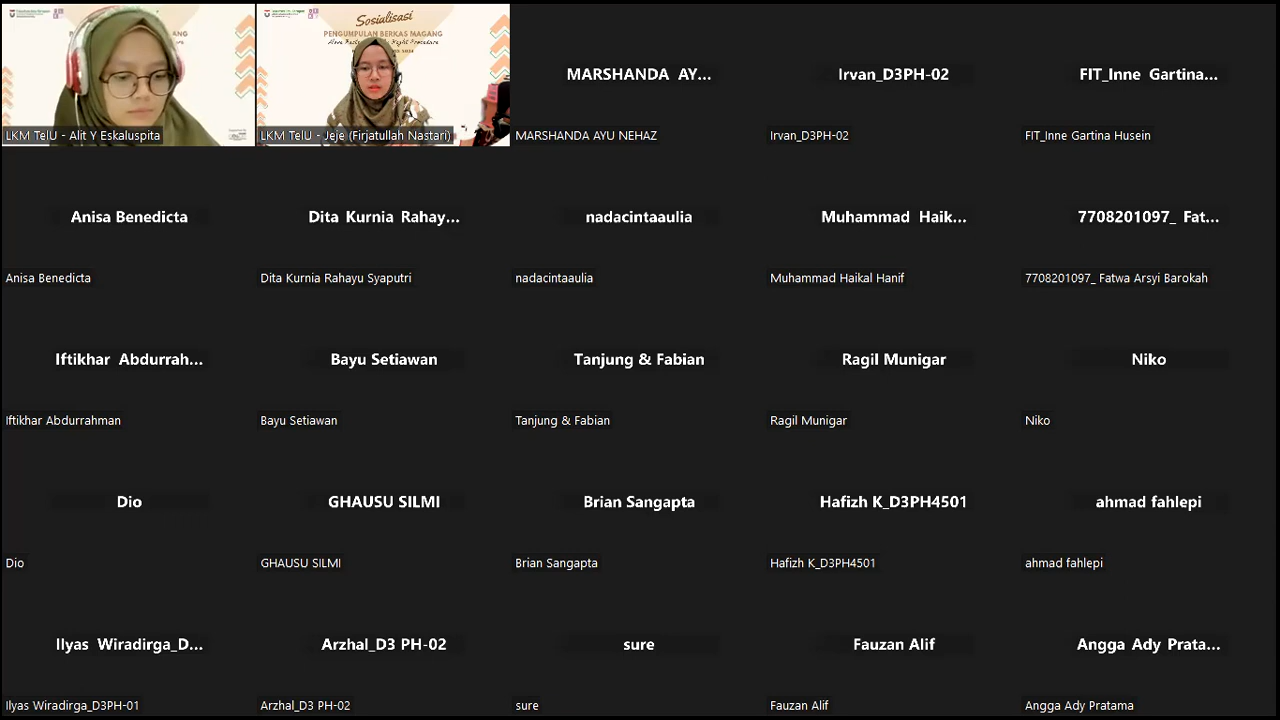 Sosialisasi
PENGUMPULAN BERKAS MAGANG
LKM TelU - Alit Y Eskaluspita
LKM TelU - Jeje (Firjatullah Nastari)
MARSHANDA AY...
MARSHANDA AYU NEHAZ
Irvan_D3PH-02
Irvan_D3PH-02
FIT_Inne Gartina...
FIT_Inne Gartina Husein
Anisa Benedicta
Anisa Benedicta
Dita Kurnia Rahay...
Dita Kurnia Rahayu Syaputri
nadacintaaulia
nadacintaaulia
Muhammad Haik...
Muhammad Haikal Hanif
7708201097_ Fat...
7708201097_ Fatwa Arsyi Barokah
Iftikhar Abdurrah...
Iftikhar Abdurrahman
Bayu Setiawan
Bayu Setiawan
Tanjung & Fabian
Tanjung & Fabian
Ragil Munigar
Ragil Munigar
Niko
Niko
Dio
Dio
GHAUSU SILMI
GHAUSU SILMI
Brian Sangapta
Brian Sangapta
Hafizh K_D3PH4501
Hafizh K_D3PH4501
ahmad fahlepi
ahmad fahlepi
Ilyas Wiradirga_D...
Ilyas Wiradirga_D3PH-01
Arzhal_D3 PH-02
Arzhal_D3 PH-02
sure
sure
Fauzan Alif
Fauzan Alif
Angga Ady Prata...
Angga Ady Pratama